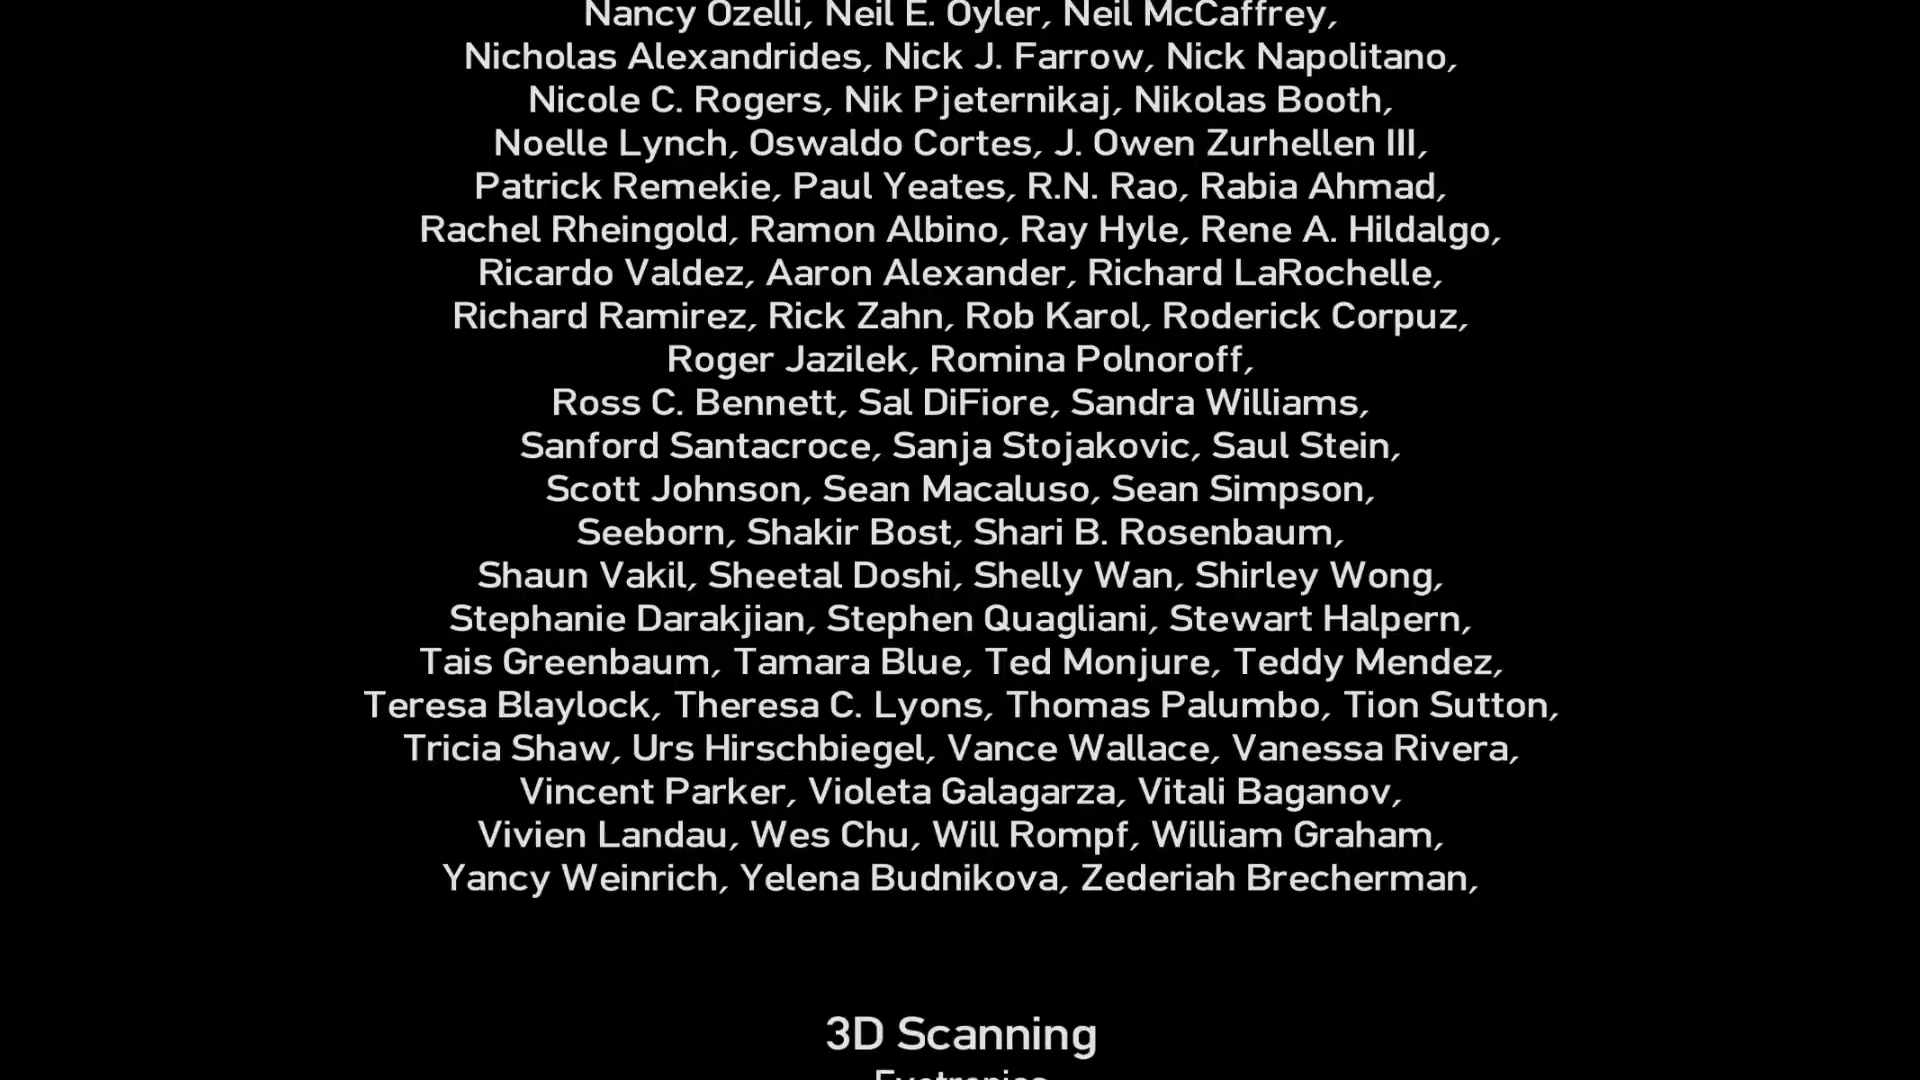 Nancy Ozelli, Neil E. Oyler, Neil McCaffrey,
Nicholas Alexandrides, Nick J. Farrow, Nick Napolitano,
Nicole C. Rogers, Nik Pjeternikaj, Nikolas Booth,
Noelle Lynch, Oswaldo Cortes, J. Owen Zurhellen III,
Patrick Remekie, Paul Yeates, R.N. Rao, Rabia Ahmad,
Rachel Rheingold, Ramon Albino, Ray Hyle, Rene A. Hildalgo,
Ricardo Valdez, Aaron Alexander, Richard LaRochelle,
Richard Ramirez, Rick Zahn, Rob Karol, Roderick Corpuz,
Roger Jazilek, Romina Polnoroff,
Ross C. Bennett, Sal DiFiore, Sandra Williams,
Sanford Santacroce, Sanja Stojakovic, Saul Stein,
Scott Johnson, Sean Macaluso, Sean Simpson,
Seeborn, Shakir Bost, Shari B. Rosenbaum,
Shaun Vakil, Sheetal Doshi, Shelly Wan, Shirley Wong,
Stephanie Darakjian, Stephen Quagliani, Stewart Halpern,
Tais Greenbaum, Tamara Blue, Ted Monjure, Teddy Mendez,
Teresa Blaylock, Theresa C. Lyons, Thomas Palumbo, Tion Sutton,
Tricia Shaw, Urs Hirschbiegel, Vance Wallace, Vanessa Rivera,
Vincent Parker, Violeta Galagarza, Vitali Baganov,
Vivien Landau, Wes Chu, Will Rompf, William Graham,
Yancy Weinrich, Yelena Budnikova, Zederiah Brecherman,
3D Scanning